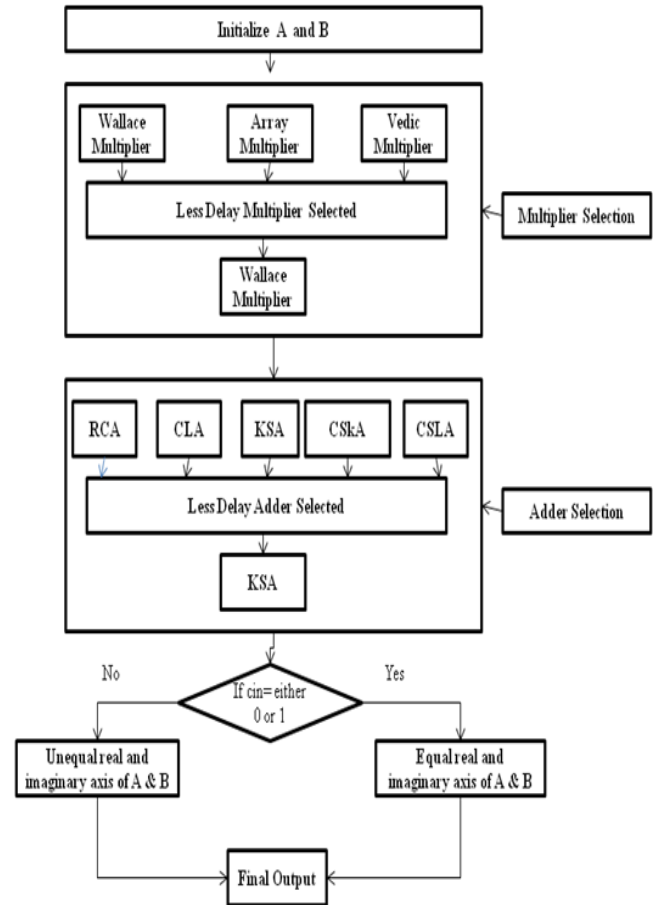 Initialize A and B
Wallace
Multiplier
Array
Multiplier
Vedic
Multiplier
Less Delay Multiplier Selected
Multiplier Selection
Wallace
Multiplier
RCA
CLA
KSA
CSkA
CSLA
Less Delay Adder Selected
Adder Selection
KSA
No
Yes
If cin= either
0 or 1
Unequal real and
imaginary axis of A & B
Equal real and
imaginary axis of A & B
Final Output